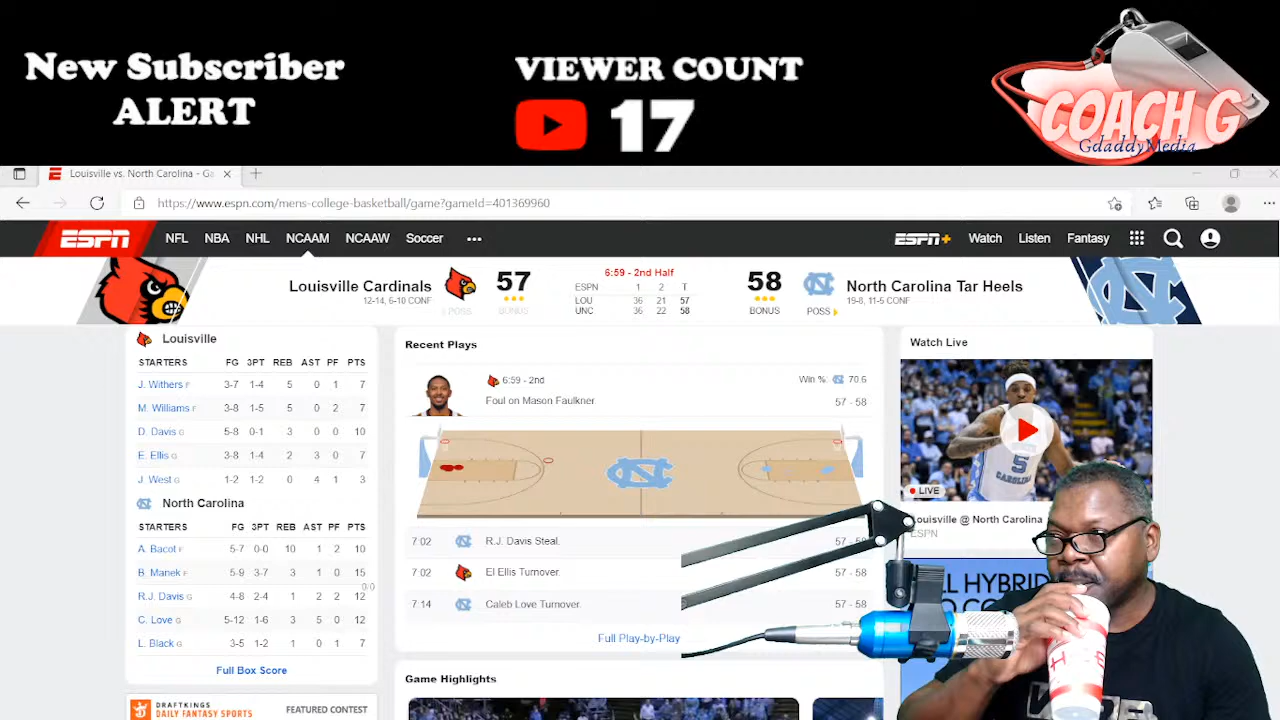 New Subscriber
ALERT
VIEWER COUNT
17
COACH G
GdaddyMedia
Louisville vs. North Carolina - Ga
https://www.espn.com/mens-college-basketball/game?gameId=401369960
ESPN NFL NBA NHL NCAAM NCAAW Soccer ESPN+ Watch Listen Fantasy
Louisville Cardinals
12-14, 6-10 CONF
POSS
57
BONUS
6:59 - 2nd Half
ESPN 1 2 T
LOU 36 21 57
UNC 36 22 58
58
BONUS
POSS
North Carolina Tar Heels
19-8, 11-5 CONF
Louisville
STARTERS FG 3PT REB AST PF PTS
J. Withers F 3-7 1-4 5 0 1 7
M. Williams F 3-8 1-5 5 0 2 7
D. Davis G 5-8 0-1 3 0 0 10
E. Ellis G 3-8 1-4 2 3 0 7
J. West G 1-2 1-2 0 4 1 3
North Carolina
STARTERS FG 3PT REB AST PF PTS
A. Bacot F 5-7 0-0 10 1 2 10
B. Manek F 5-9 3-7 3 1 0 15
0/0
R.J. Davis G 4-8 2-4 1 2 2 12
C. Love G 5-12 1-6 3 5 0 12
L. Black G 3-5 1-2 1 0 1 7
Full Box Score
DRAFTKINGS
DAILY FANTASY SPORTS
FEATURED CONTEST
Recent Plays
6:59 - 2nd
Win %: 70.6
Foul on Mason Faulkner.
57 - 58
NC
7:02 R.J. Davis Steal. 57 - 58
7:02 El Ellis Turnover. 57 - 58
7:14 Caleb Love Turnover. 57 - 58
Full Play-by-Play
Game Highlights
Watch Live
CAROLINA
5
LIVE
Louisville @ North Carolina
ESPN
LL HYBRID